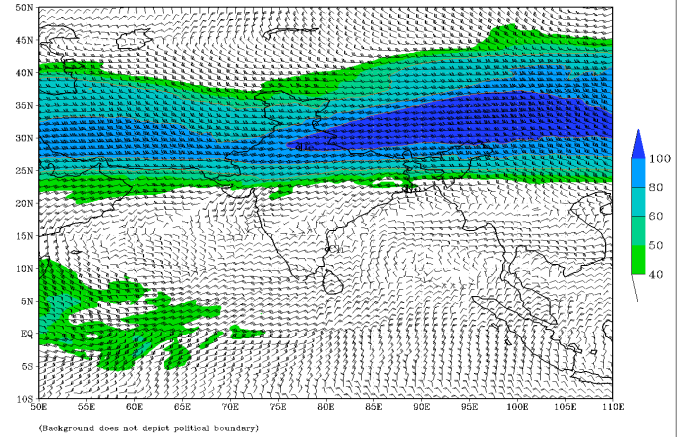 50N
45N
40N
35N
30N
25N
20N
15N
10N
5N
EQ
5S
10S
50E 55E 60E 65E 70E 75E 80E 85E 90E 95E 100E 105E 110E
100
80
60
50
40
(Background does not depict political boundary)